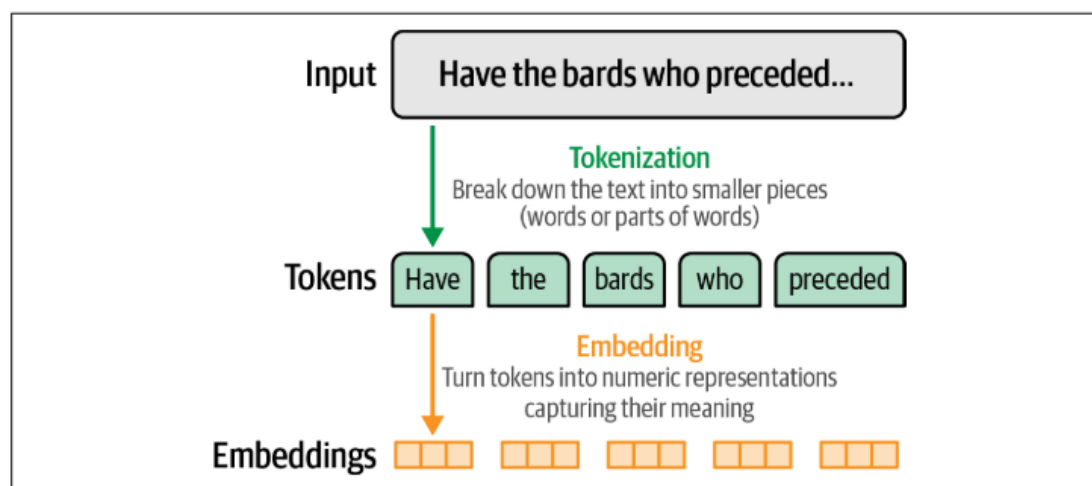 Input
Have the bards who preceded...
Tokenization
Break down the text into smaller pieces
(words or parts of words)
Tokens
Have the bards who preceded
Embedding
Turn tokens into numeric representations
capturing their meaning
Embeddings